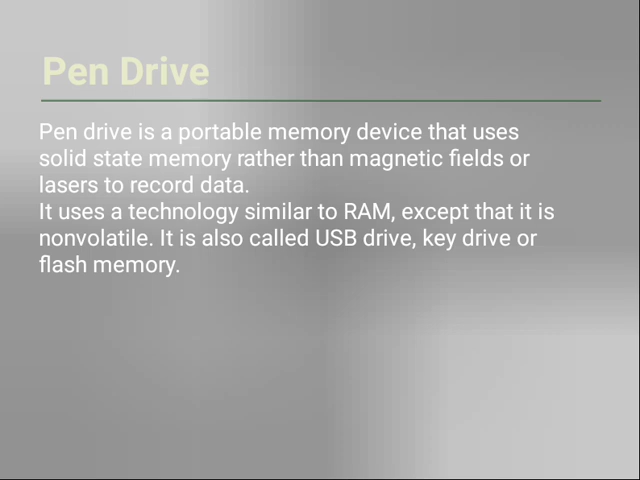 Pen Drive
Pen drive is a portable memory device that uses
solid state memory rather than magnetic fields or
lasers to record data.
It uses a technology similar to RAM, except that it is
nonvolatile. It is also called USB drive, key drive or
flash memory.